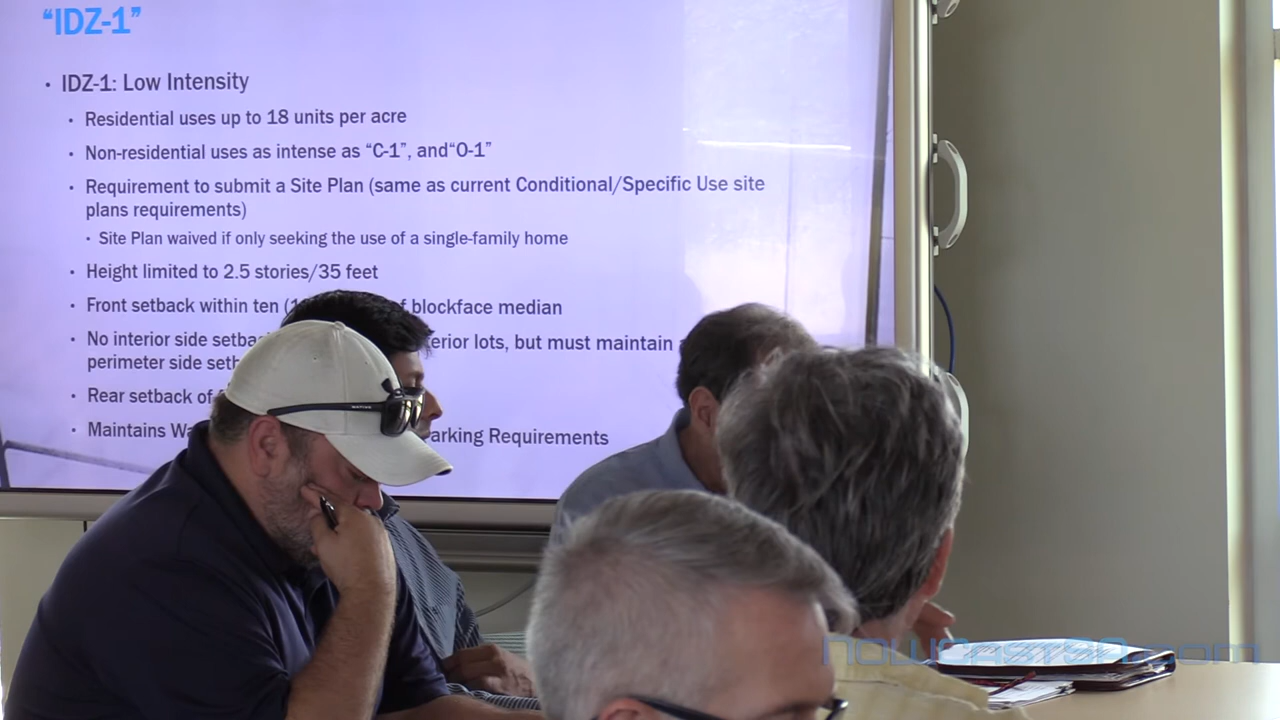 "IDZ-1"
• IDZ-1: Low Intensity
• Residential uses up to 18 units per acre
• Non-residential uses as intense as "C-1", and"O-1"
• Requirement to submit a Site Plan (same as current Conditional/Specific Use site
plans requirements)
• Site Plan waived if only seeking the use of a single-family home
• Height limited to 2.5 stories/35 feet
• Front setback within ten ( blockface median
• No interior side lots, but must maintain
perimeter side
• Rear setback of
• Maintains Requirements
nowcastsa.com